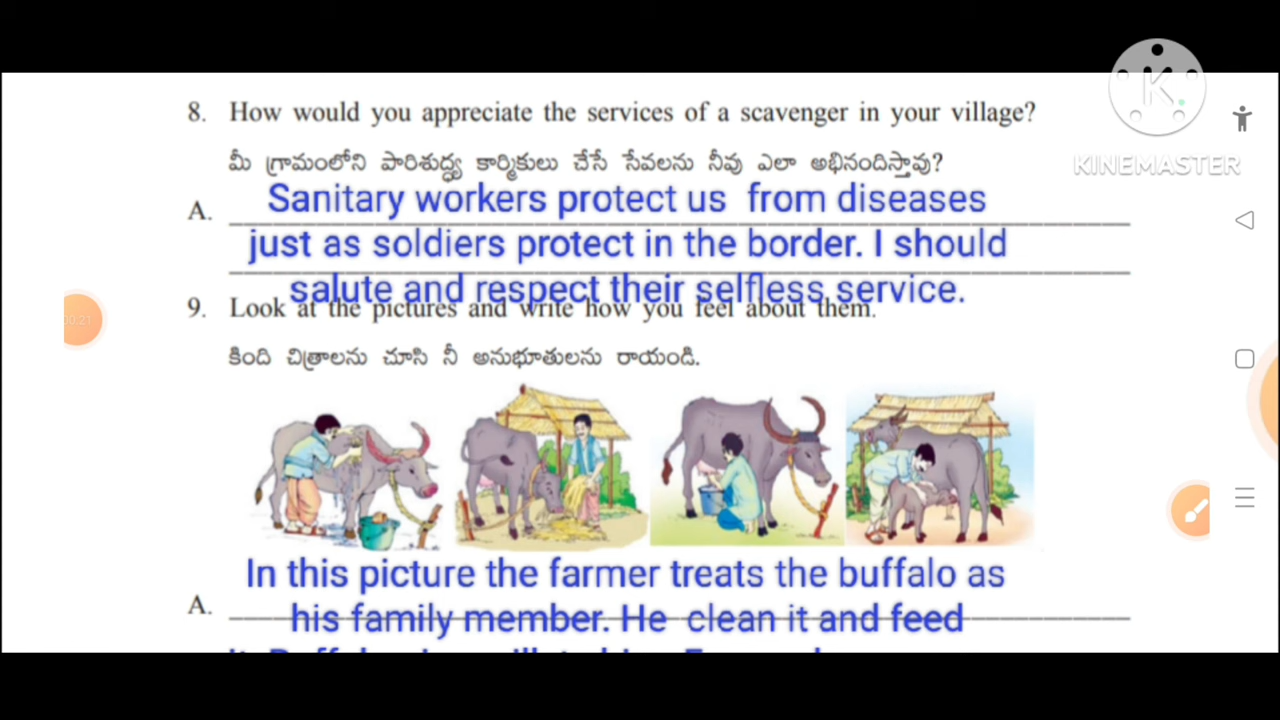 KINEMASTER
8. How would you appreciate the services of a scavenger in your village?
మీ గ్రామంలోని పారిశుద్ధ్య కార్మికులు చేసే సేవలను నీవు ఎలా అభినందిస్తావు?
A. Sanitary workers protect us from diseases
just as soldiers protect in the border. I should
salute and respect their selfless service.
9. Look at the pictures and write how you feel about them.
కింది చిత్రాలను చూసి నీ అనుభూతులను రాయండి.
00:21
In this picture the farmer treats the buffalo as
A. his family member. He clean it and feed